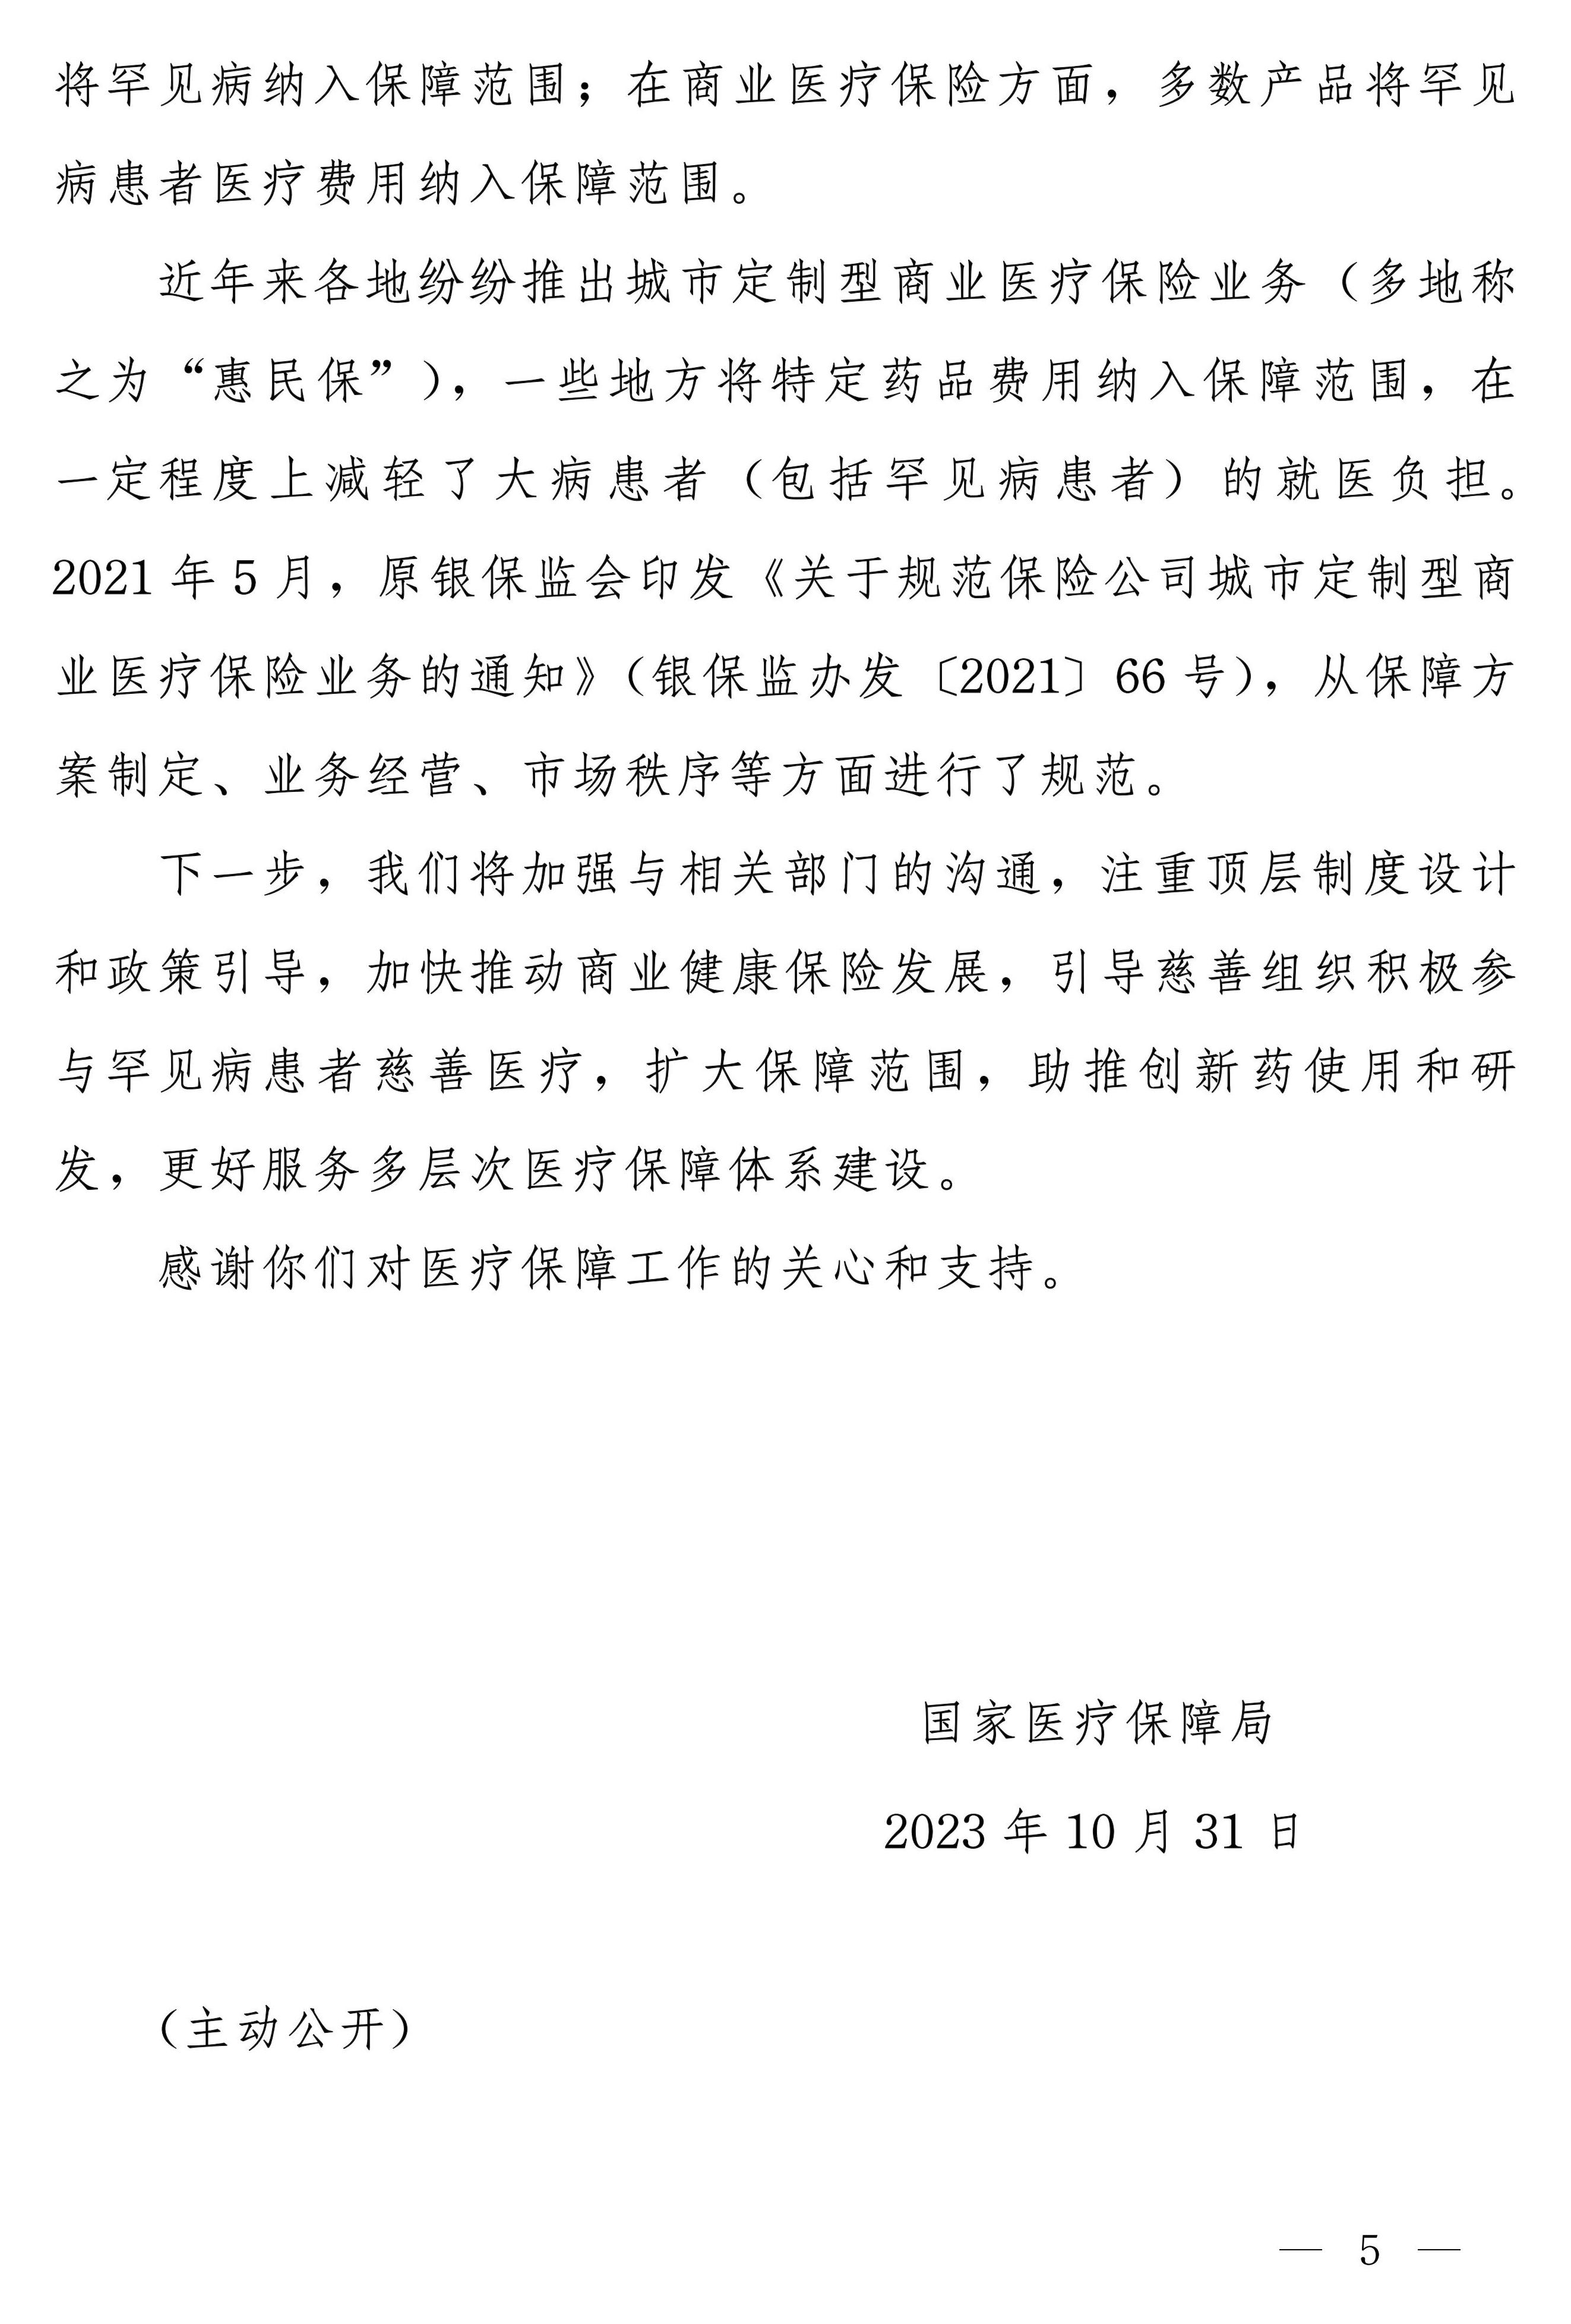 将罕见病纳入保障范围；在商业医疗保险方面，多数产品将罕见
病患者医疗费用纳入保障范围。
近年来各地纷纷推出城市定制型商业医疗保险业务（多地称
之为“惠民保”），一些地方将特定药品费用纳入保障范围，在
一定程度上减轻了大病患者（包括罕见病患者）的就医负担。
2021 年 5 月，原银保监会印发《关于规范保险公司城市定制型商
业医疗保险业务的通知》（银保监办发〔2021〕66 号），从保障方
案制定、业务经营、市场秩序等方面进行了规范。
下一步，我们将加强与相关部门的沟通，注重顶层制度设计
和政策引导，加快推动商业健康保险发展，引导慈善组织积极参
与罕见病患者慈善医疗，扩大保障范围，助推创新药使用和研
发，更好服务多层次医疗保障体系建设。
感谢你们对医疗保障工作的关心和支持。
国家医疗保障局
2023 年 10 月 31 日
（主动公开）
— 5 —